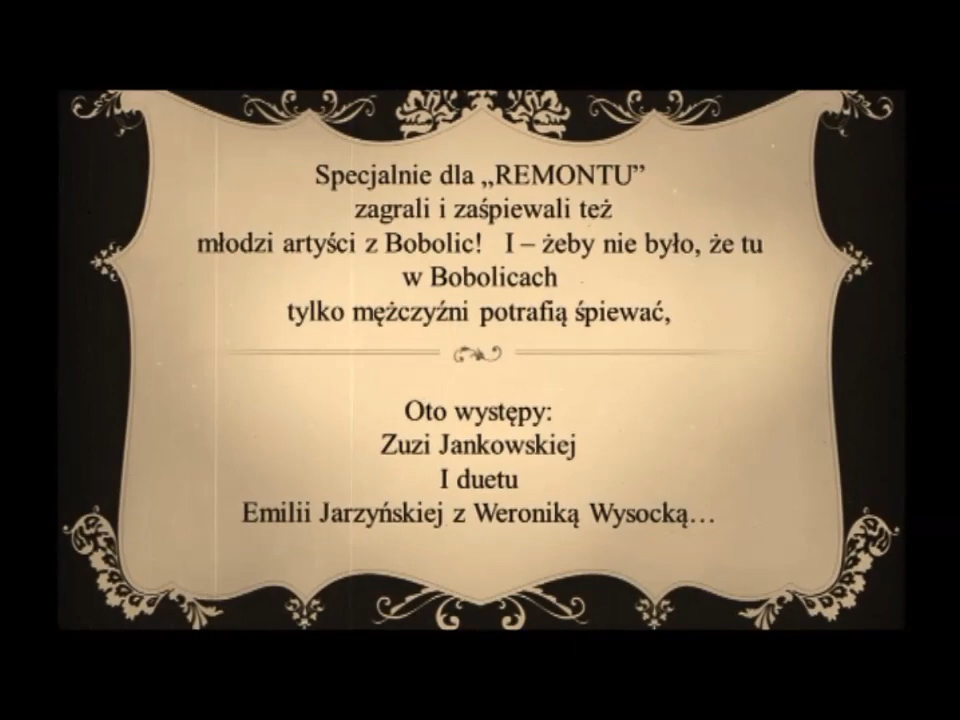 Specjalnie dla „REMONTU”
zagrali i zaśpiewali też
młodzi artyści z Bobolic! I – żeby nie było, że tu
w Bobolicach
tylko mężczyźni potrafią śpiewać,
Oto występy:
Zuzi Jankowskiej
I duetu
Emilii Jarzyńskiej z Weroniką Wysocką…